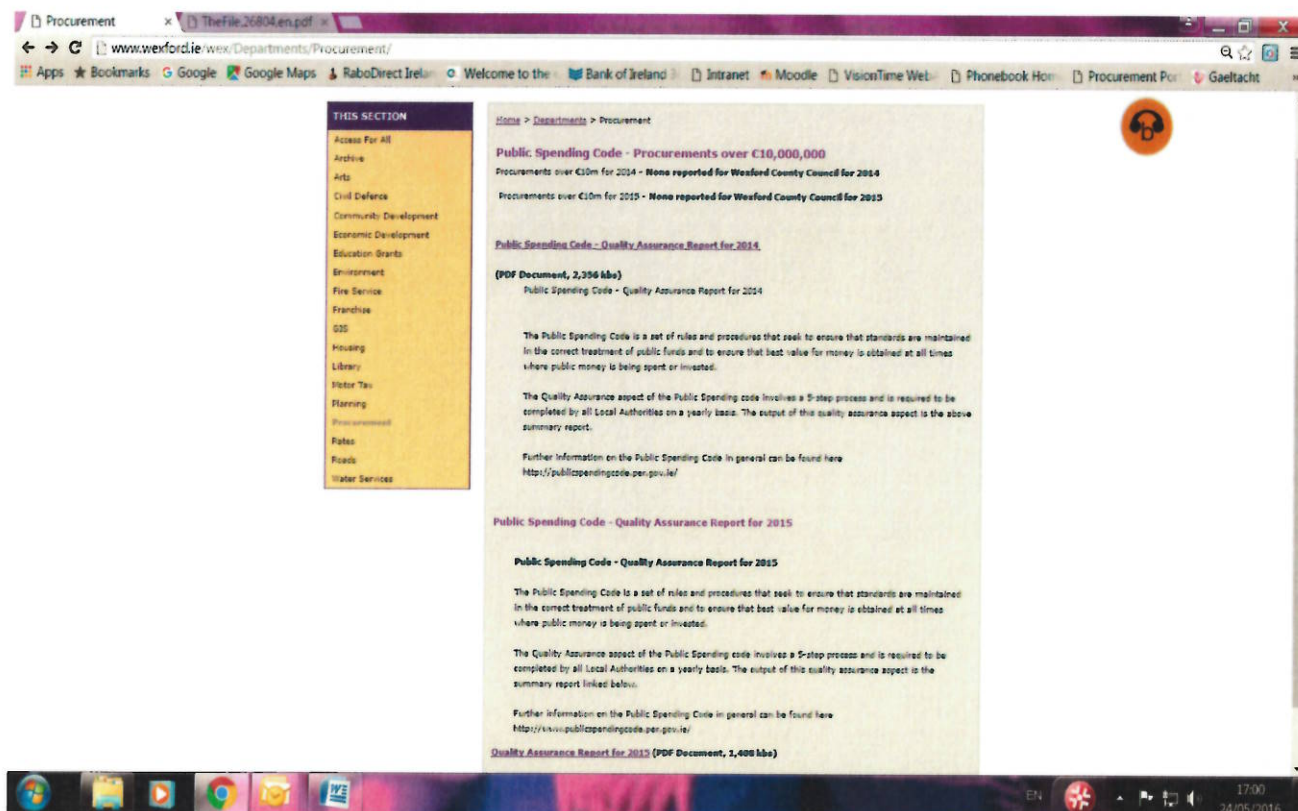 Procurement × TheFile.26804.en.pdf ×
www.wexford.ie/wex/Departments/Procurement/
Apps Bookmarks Google Google Maps RaboDirect Irela Welcome to the Bank of Ireland Intranet Moodle VisionTime Web Phonebook Hom Procurement Por Gaeltacht »
THIS SECTION
Access For All
Archive
Arts
Civil Defence
Community Development
Economic Development
Education Grants
Environment
Fire Service
Franchise
GIS
Housing
Library
Motor Tax
Planning
Procurement
Rates
Roads
Water Services
Home > Departments > Procurement
Public Spending Code - Procurements over €10,000,000
Procurements over €10m for 2014 - None reported for Wexford County Council for 2014
Procurements over €10m for 2015 - None reported for Wexford County Council for 2015
Public Spending Code - Quality Assurance Report for 2014
(PDF Document, 2,356 kbs)
Public Spending Code - Quality Assurance Report for 2014
The Public Spending Code is a set of rules and procedures that seek to ensure that standards are maintained
in the correct treatment of public funds and to ensure that best value for money is obtained at all times
where public money is being spent or invested.
The Quality Assurance aspect of the Public Spending code involves a 5-step process and is required to be
completed by all Local Authorities on a yearly basis. The output of this quality assurance aspect is the above
summary report.
Further information on the Public Spending Code in general can be found here
http://publicspendingcode.per.gov.ie/
Public Spending Code - Quality Assurance Report for 2015
Public Spending Code - Quality Assurance Report for 2015
The Public Spending Code is a set of rules and procedures that seek to ensure that standards are maintained
in the correct treatment of public funds and to ensure that best value for money is obtained at all times
where public money is being spent or invested.
The Quality Assurance aspect of the Public Spending code involves a 5-step process and is required to be
completed by all Local Authorities on a yearly basis. The output of this quality assurance aspect is the
summary report linked below.
Further information on the Public Spending Code in general can be found here
http://www.publicspendingcode.per.gov.ie/
Quality Assurance Report for 2015 (PDF Document, 1,408 kbs)
b
EN
17:00
24/05/2016